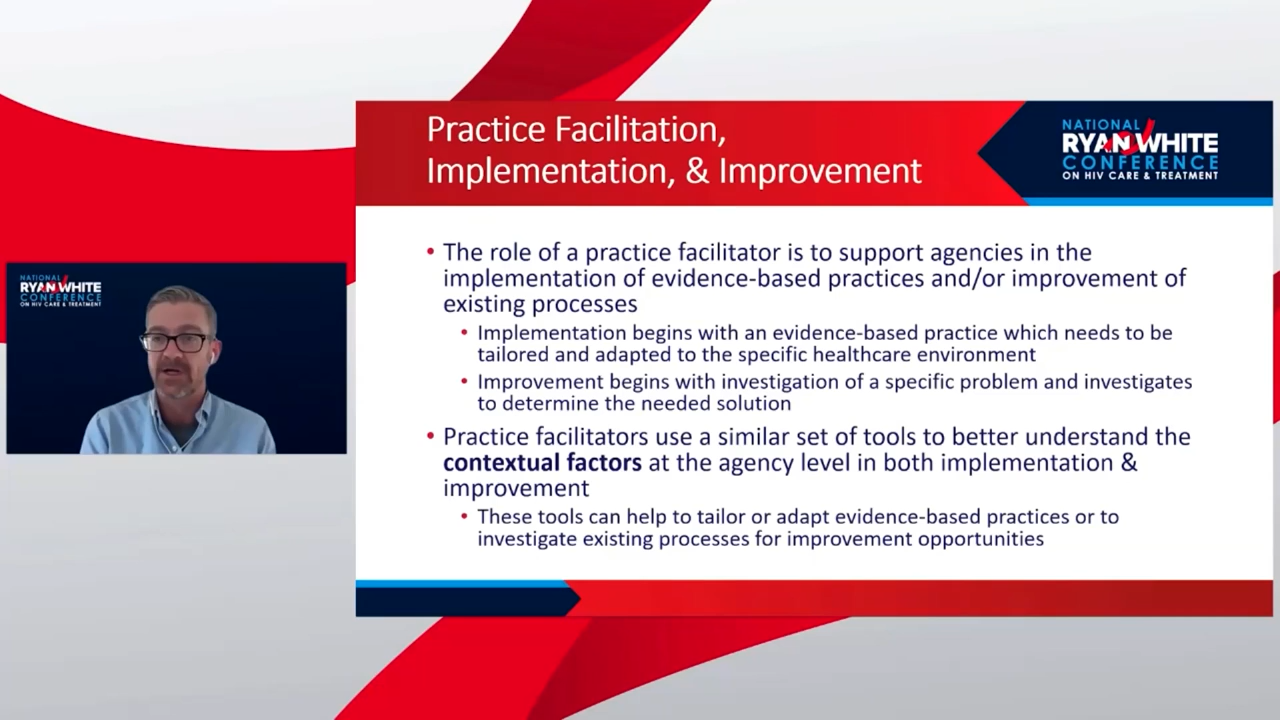 NATIONAL
RYAN WHITE
CONFERENCE
ON HIV CARE & TREATMENT
Practice Facilitation,
Implementation, & Improvement
NATIONAL
RYAN WHITE
CONFERENCE
ON HIV CARE & TREATMENT
• The role of a practice facilitator is to support agencies in the
implementation of evidence-based practices and/or improvement of
existing processes
• Implementation begins with an evidence-based practice which needs to be
tailored and adapted to the specific healthcare environment
• Improvement begins with investigation of a specific problem and investigates
to determine the needed solution
• Practice facilitators use a similar set of tools to better understand the
contextual factors at the agency level in both implementation &
improvement
• These tools can help to tailor or adapt evidence-based practices or to
investigate existing processes for improvement opportunities